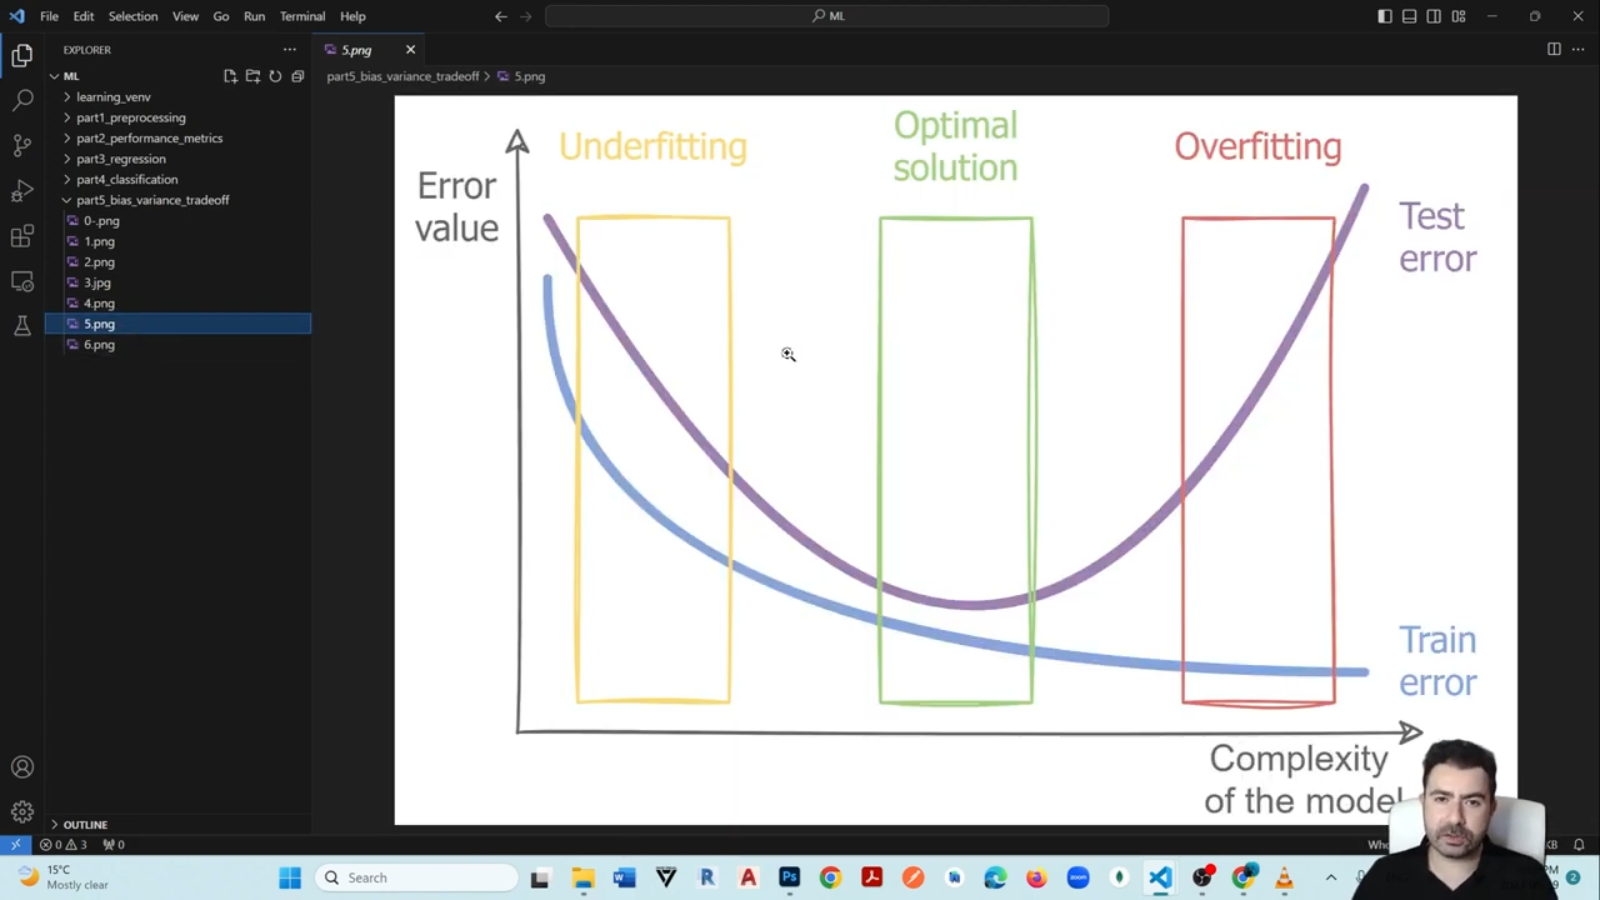 File Edit Selection View Go Run Terminal Help
ML
EXPLORER
5.png
ML
part5_bias_variance_tradeoff > 5.png
learning_venv
part1_preprocessing
part2_performance_metrics
part3_regression
part4_classification
part5_bias_variance_tradeoff
0-.png
1.png
2.png
3.jpg
4.png
5.png
6.png
Underfitting
Optimal
solution
Overfitting
Error
value
Test
error
Train
error
Complexity
of the model
OUTLINE
0 3 0
15°C
Mostly clear
Search
2